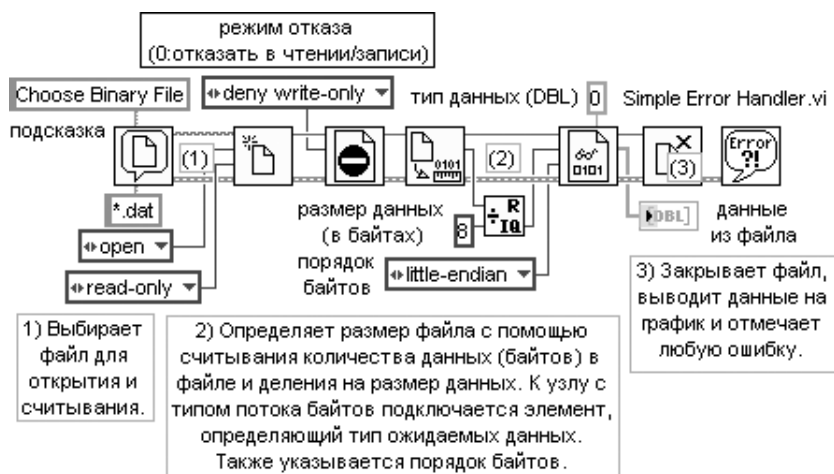 режим отказа
(0:отказать в чтении/записи)
Choose Binary File
deny write-only
тип данных (DBL)
0
Simple Error Handler.vi
подсказка
(1)
0101
(2)
0101
(3)
Error
?!
*.dat
open
read-only
размер данных
(в байтах)
8
R
IQ
порядок
байтов
little-endian
DBL]
данные
из файла
1) Выбирает
файл для
открытия и
считывания.
2) Определяет размер файла с помощью
считывания количества данных (байтов) в
файле и деления на размер данных. К узлу с
типом потока байтов подключается элемент,
определяющий тип ожидаемых данных.
Также указывается порядок байтов.
3) Закрывает файл,
выводит данные на
график и отмечает
любую ошибку.